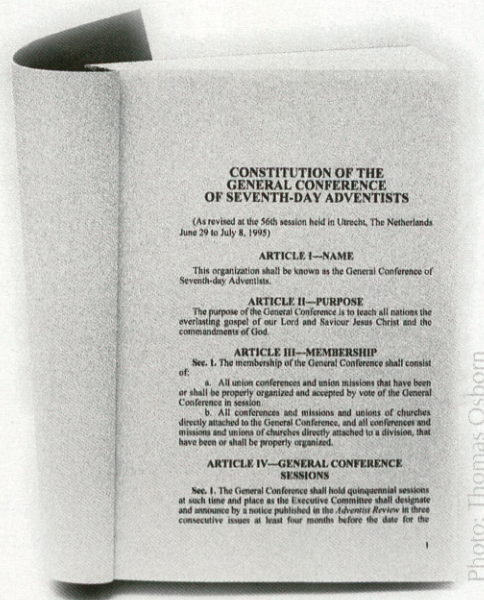 CONSTITUTION OF THE
GENERAL CONFERENCE
OF SEVENTH-DAY ADVENTISTS
(As revised at the 56th session held in Utrecht, The Netherlands
June 29 to July 8, 1995)
ARTICLE I—NAME
This organization shall be known as the General Conference of
Seventh-day Adventists.
ARTICLE II—PURPOSE
The purpose of the General Conference is to teach all nations the
everlasting gospel of our Lord and Saviour Jesus Christ and the
commandments of God.
ARTICLE III—MEMBERSHIP
Sec. 1. The membership of the General Conference shall consist
of:
a. All union conferences and union missions that have been
or shall be properly organized and accepted by vote of the General
Conference in session.
b. All conferences and missions and unions of churches
directly attached to the General Conference, and all conferences and
missions and unions of churches directly attached to a division, that
have been or shall be properly organized.
ARTICLE IV—GENERAL CONFERENCE
SESSIONS
Sec. 1. The General Conference shall hold quinquennial sessions
at such time and place as the Executive Committee shall designate
and announce by a notice published in the Adventist Review in three
consecutive issues at least four months before the date for the
1
Photo: Thomas Osborn